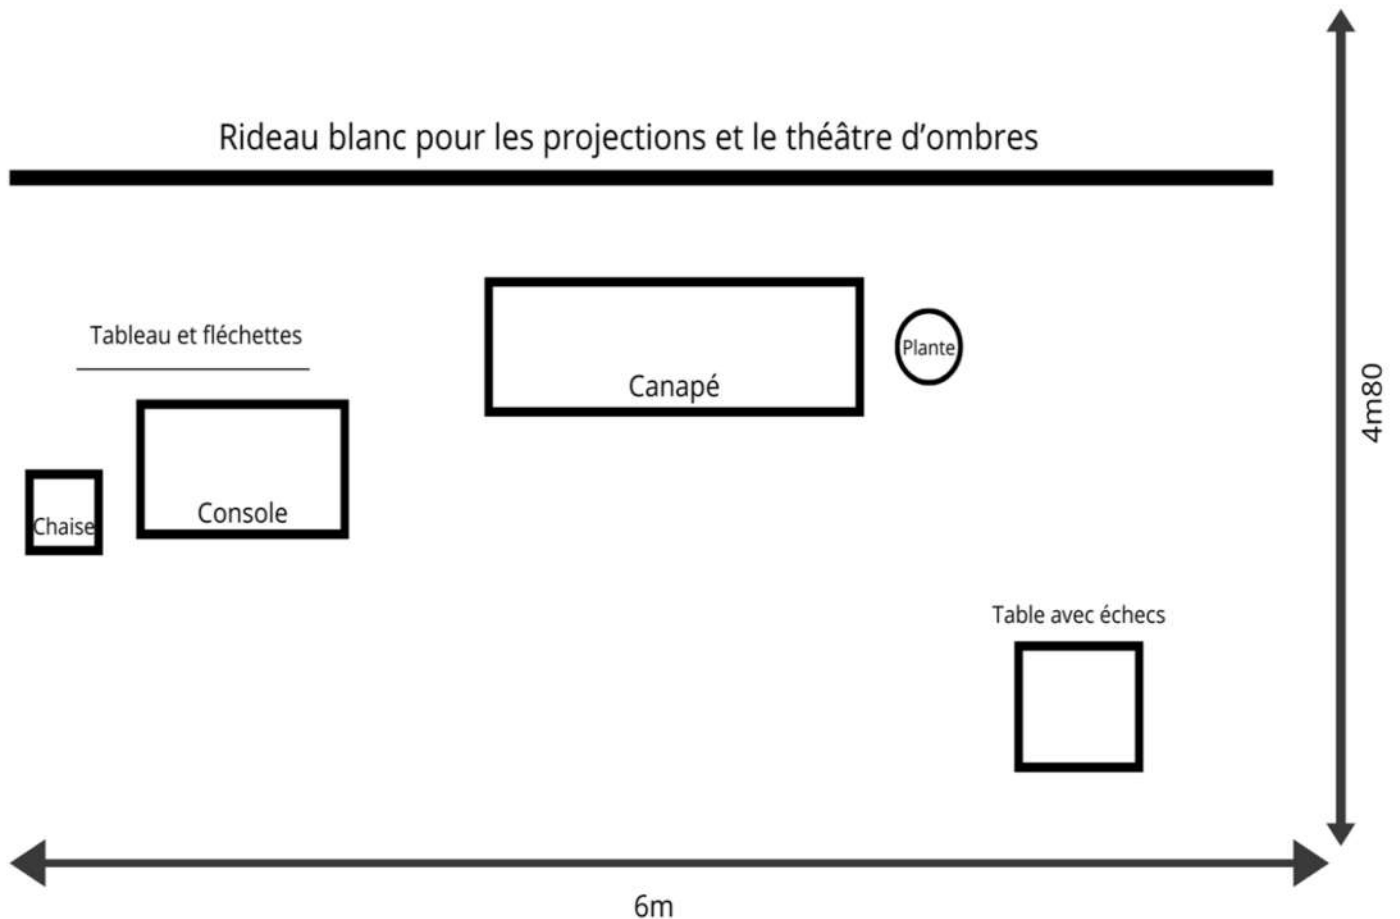 Rideau blanc pour les projections et le théâtre d’ombres
Tableau et fléchettes
Plante
Canapé
4m80
Console
Chaise
Table avec échecs
6m